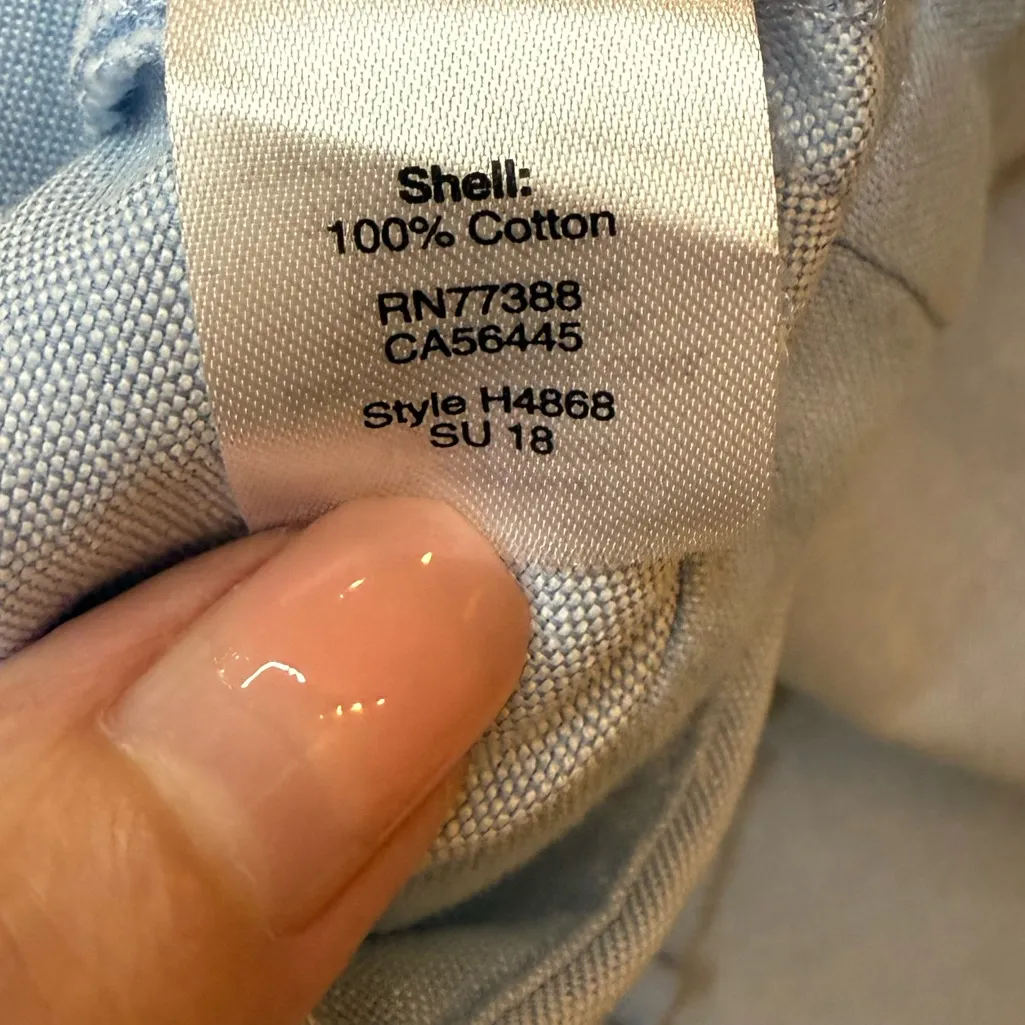 Shell:
100% Cotton
RN77388
CA56445
Style H4868
SU 18